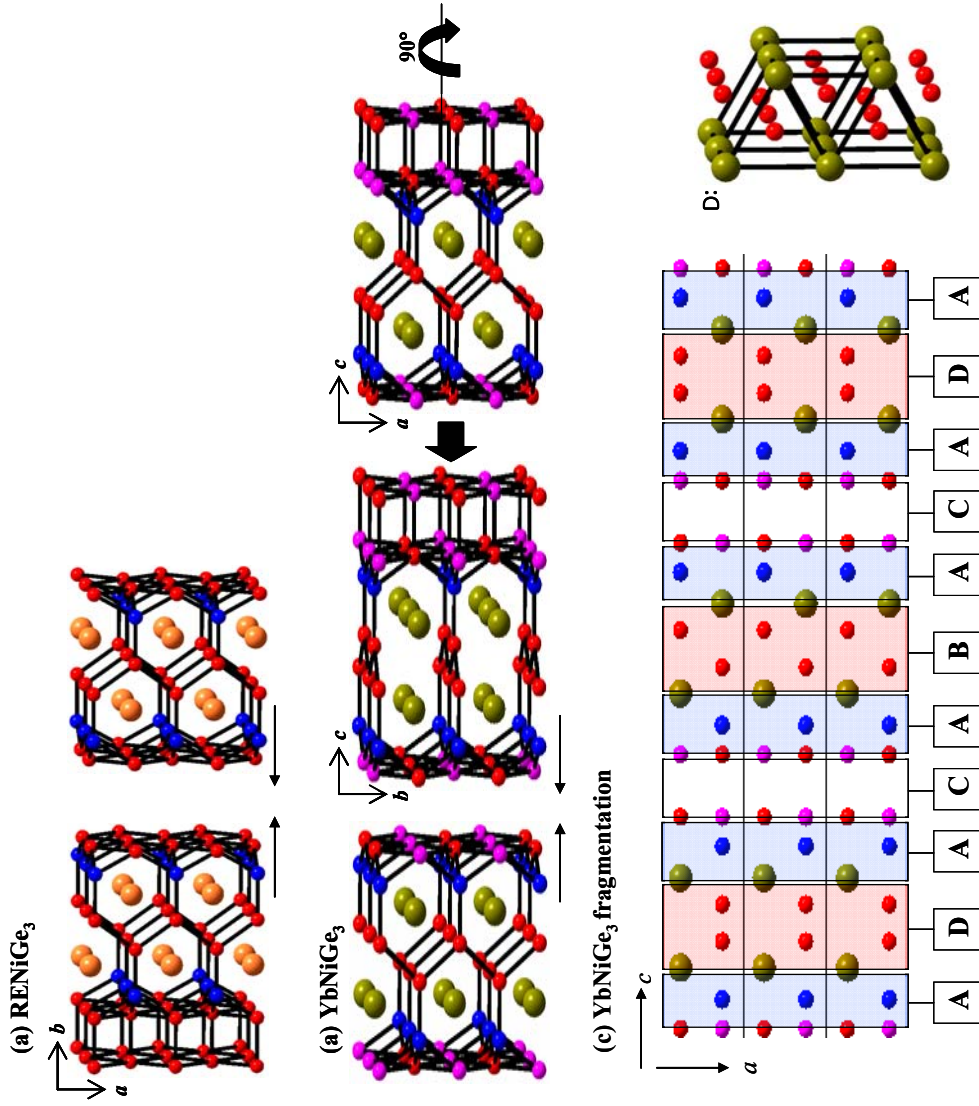 (a) RENiGe3
b
a
(a) YbNiGe3
c
b
c
a
90°
(c) YbNiGe3 fragmentation
c
a
A
D
A
C
A
B
A
C
A
D
A
D: